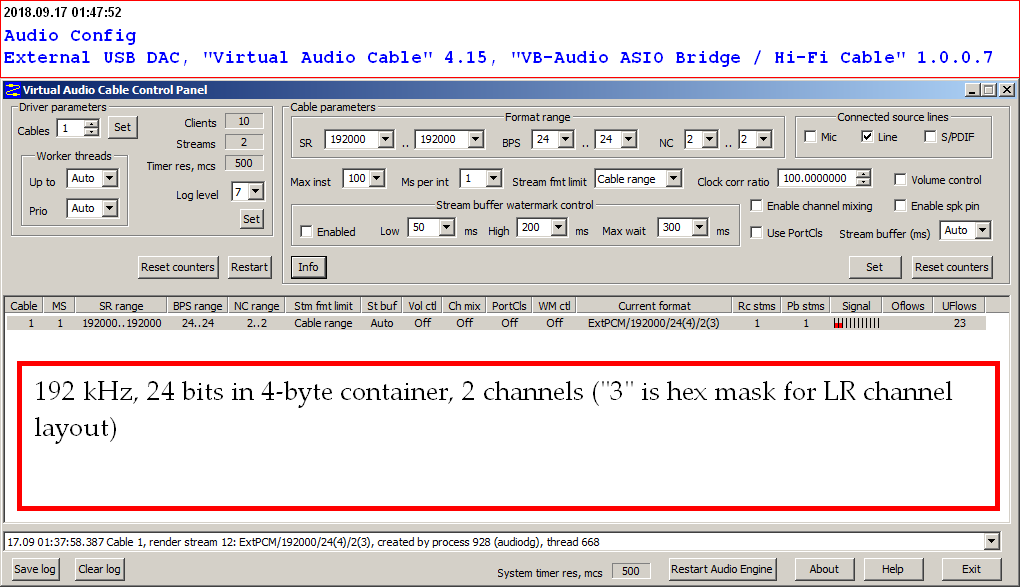 2018.09.17 01:47:52
Audio Config
External USB DAC, "Virtual Audio Cable" 4.15, "VB-Audio ASIO Bridge / Hi-Fi Cable" 1.0.0.7
Virtual Audio Cable Control Panel
Driver parameters
Cables 1 Set
Clients 10
Streams 2
Timer res, mcs 500
Worker threads
Up to Auto
Prio Auto
Log level 7
Set
Reset counters Restart
Cable parameters
Format range
SR 192000 .. 192000 BPS 24 .. 24 NC 2 .. 2
Connected source lines
Mic Line S/PDIF
Max inst 100 Ms per int 1 Stream fmt limit Cable range Clock corr ratio 100.0000000 Volume control
Stream buffer watermark control
Enabled Low 50 ms High 200 ms Max wait 300 ms
Enable channel mixing Enable spk pin
Use PortCls Stream buffer (ms) Auto
Info Set Reset counters
Cable MS SR range BPS range NC range Stm fmt limit St buf Vol ctl Ch mix PortCls WM ctl Current format Rc stms Pb stms Signal Oflows UFlows
1 1 192000..192000 24..24 2..2 Cable range Auto Off Off Off Off ExtPCM/192000/24(4)/2(3) 1 1 23
192 kHz, 24 bits in 4-byte container, 2 channels ("3" is hex mask for LR channel
layout)
17.09 01:37:58.387 Cable 1, render stream 12: ExtPCM/192000/24(4)/2(3), created by process 928 (audiodg), thread 668
Save log Clear log System timer res, mcs 500 Restart Audio Engine About Help Exit